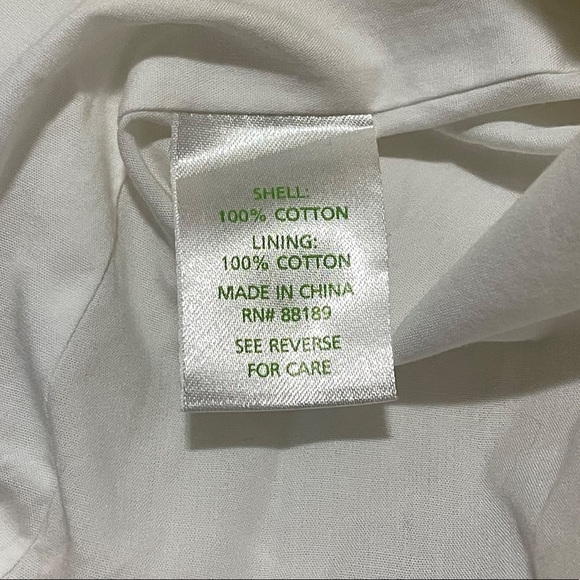 SHELL:
100% COTTON
LINING:
100% COTTON
MADE IN CHINA
RN# 88189
SEE REVERSE
FOR CARE